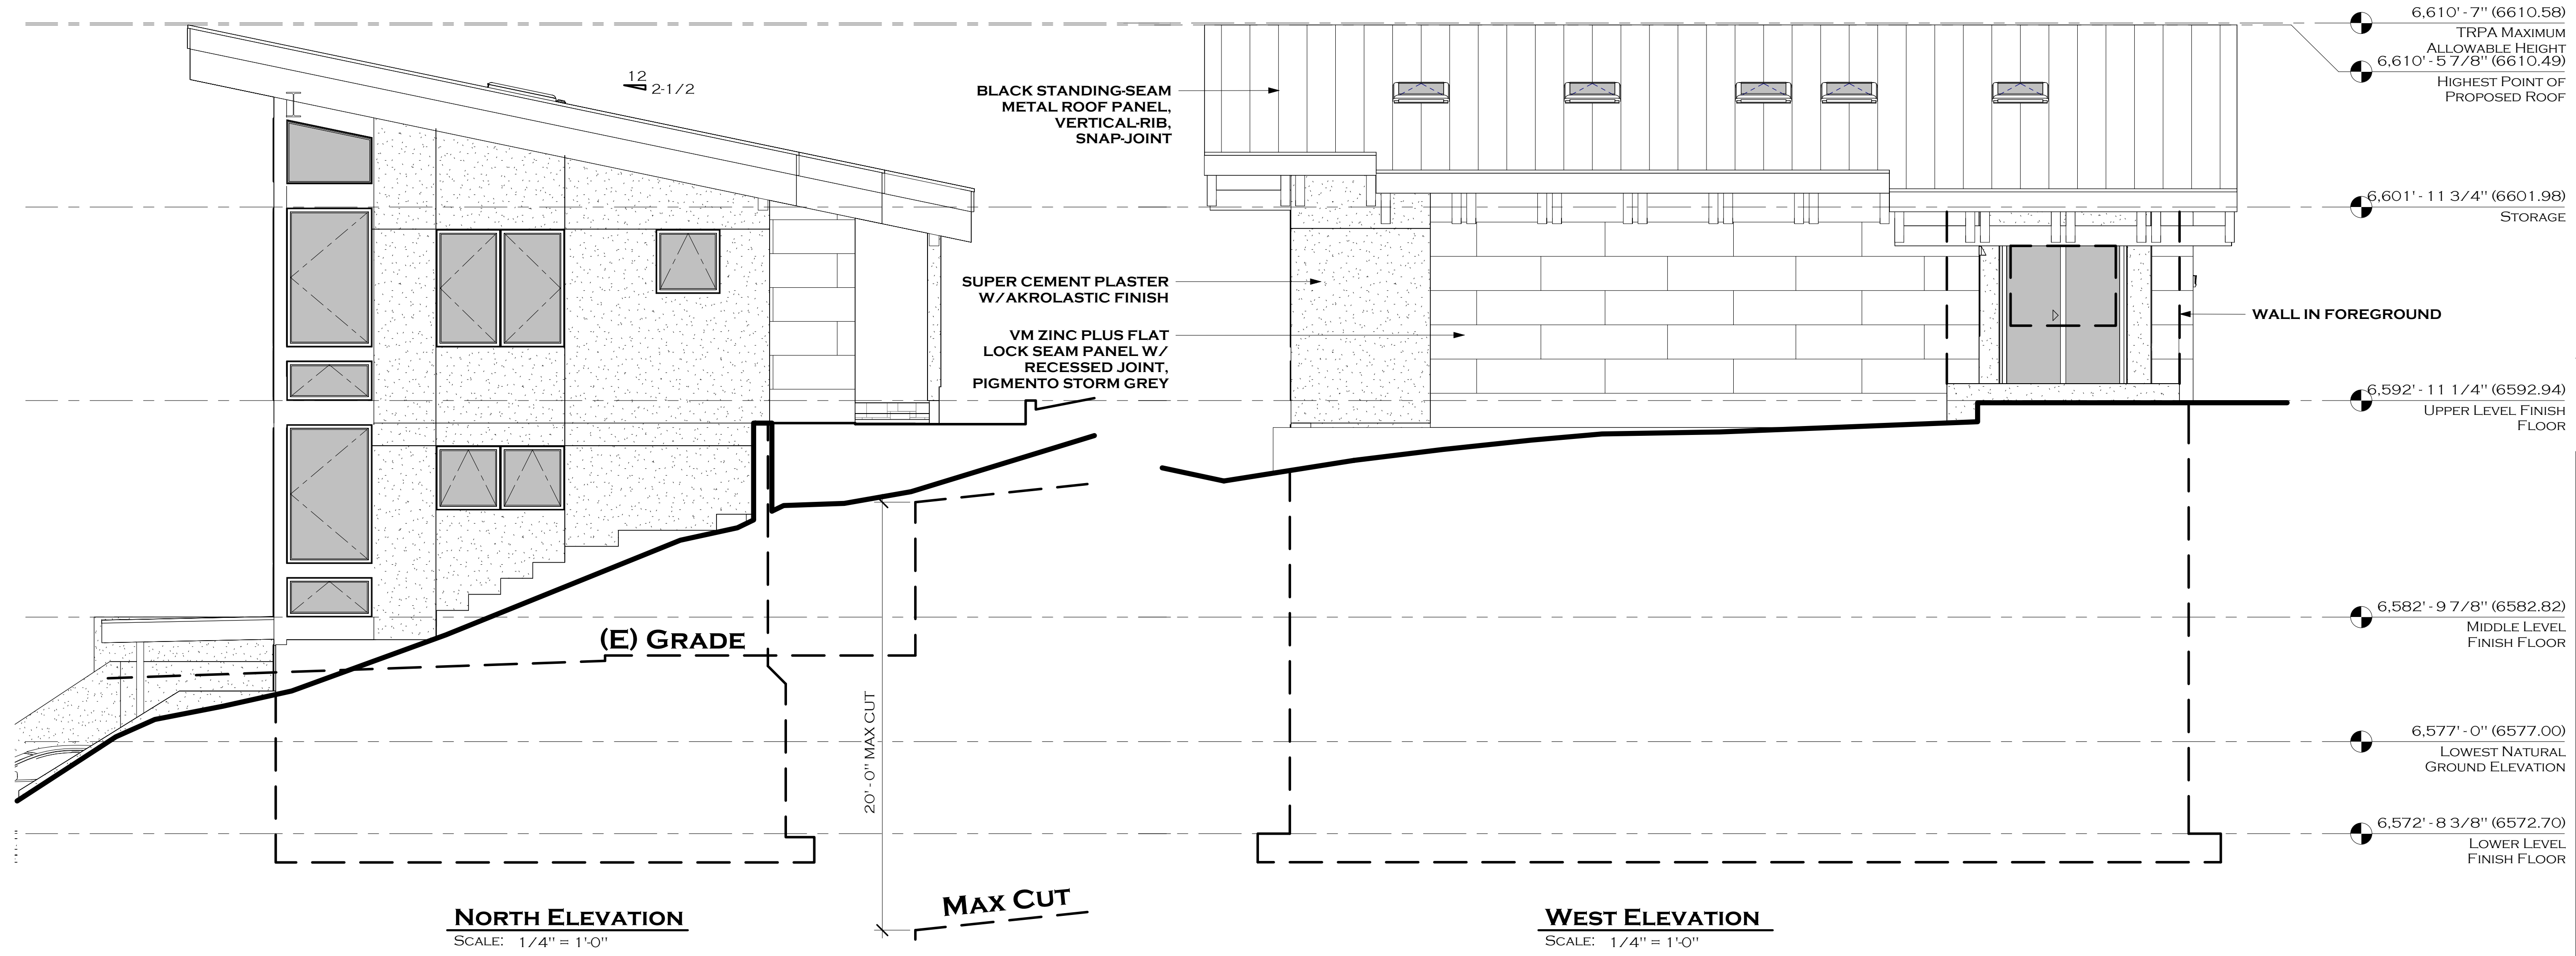 6,610' - 7" (6610.58)
TRPA MAXIMUM
ALLOWABLE HEIGHT
6,610' - 5 7/8" (6610.49)
HIGHEST POINT OF
PROPOSED ROOF
12
2-1/2
BLACK STANDING-SEAM
METAL ROOF PANEL,
VERTICAL-RIB,
SNAP-JOINT
6,601' - 11 3/4" (6601.98)
STORAGE
SUPER CEMENT PLASTER
W/AKROLASTIC FINISH
WALL IN FOREGROUND
VM ZINC PLUS FLAT
LOCK SEAM PANEL W/
RECESSED JOINT,
PIGMENTO STORM GREY
6,592' - 11 1/4" (6592.94)
UPPER LEVEL FINISH
FLOOR
6,582' - 9 7/8" (6582.82)
MIDDLE LEVEL
FINISH FLOOR
(E) GRADE
20' - 0" MAX CUT
6,577' - 0" (6577.00)
LOWEST NATURAL
GROUND ELEVATION
6,572' - 8 3/8" (6572.70)
LOWER LEVEL
FINISH FLOOR
MAX CUT
NORTH ELEVATION
SCALE: 1/4" = 1'-0"
WEST ELEVATION
SCALE: 1/4" = 1'-0"